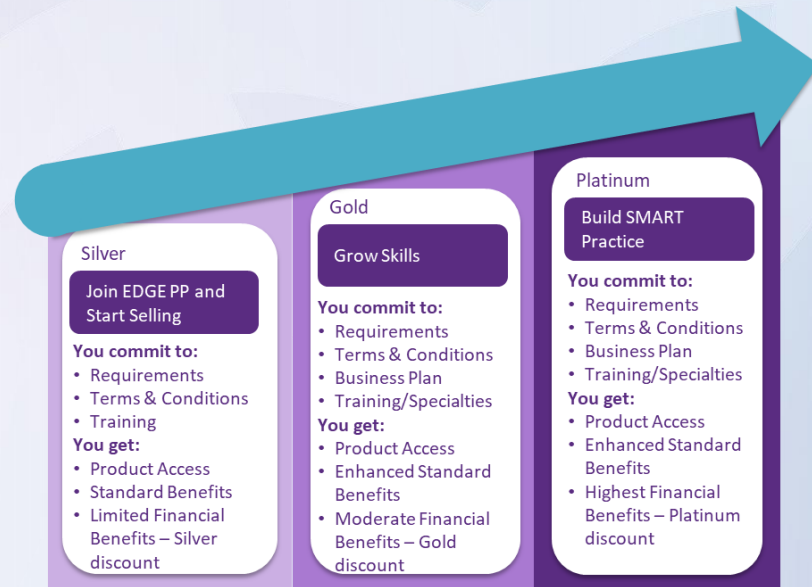 Silver
Join EDGE PP and
Start Selling
You commit to:
• Requirements
• Terms & Conditions
• Training
You get:
• Product Access
• Standard Benefits
• Limited Financial
Benefits – Silver
discount
Gold
Grow Skills
You commit to:
• Requirements
• Terms & Conditions
• Business Plan
• Training/Specialties
You get:
• Product Access
• Enhanced Standard
Benefits
• Moderate Financial
Benefits – Gold
discount
Platinum
Build SMART
Practice
You commit to:
• Requirements
• Terms & Conditions
• Business Plan
• Training/Specialties
You get:
• Product Access
• Enhanced Standard
Benefits
• Highest Financial
Benefits – Platinum
discount